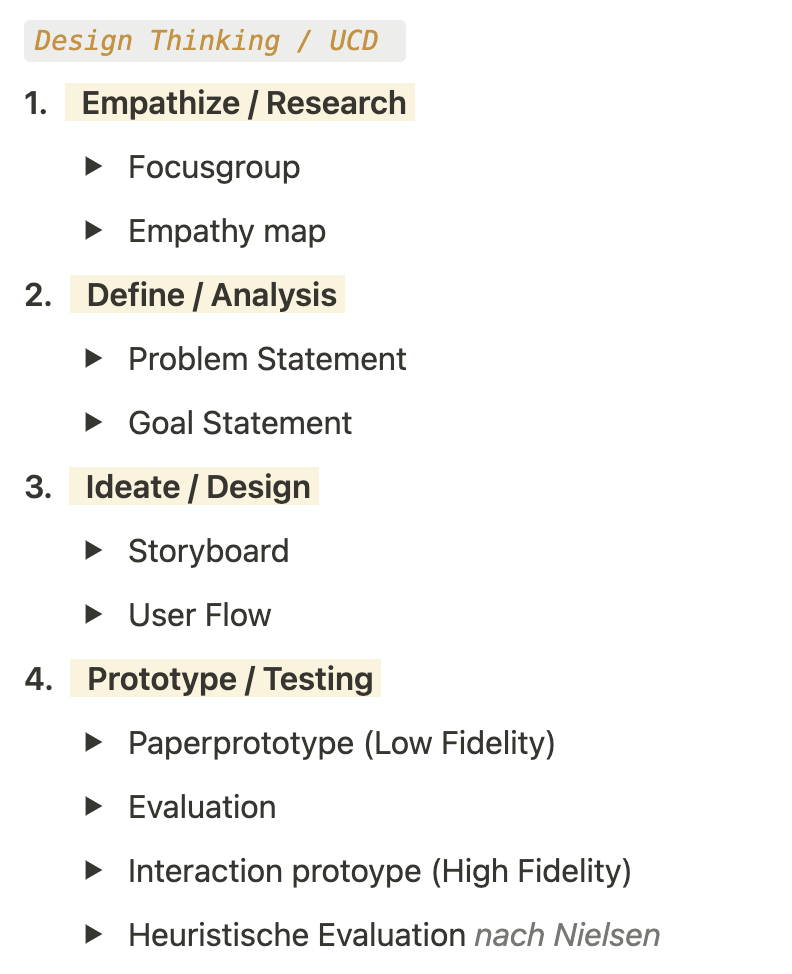 Design Thinking / UCD
1. Empathize / Research
Focusgroup
Empathy map
2. Define / Analysis
Problem Statement
Goal Statement
3. Ideate / Design
Storyboard
User Flow
4. Prototype / Testing
Paperprototype (Low Fidelity)
Evaluation
Interaction protoype (High Fidelity)
Heuristische Evaluation nach Nielsen